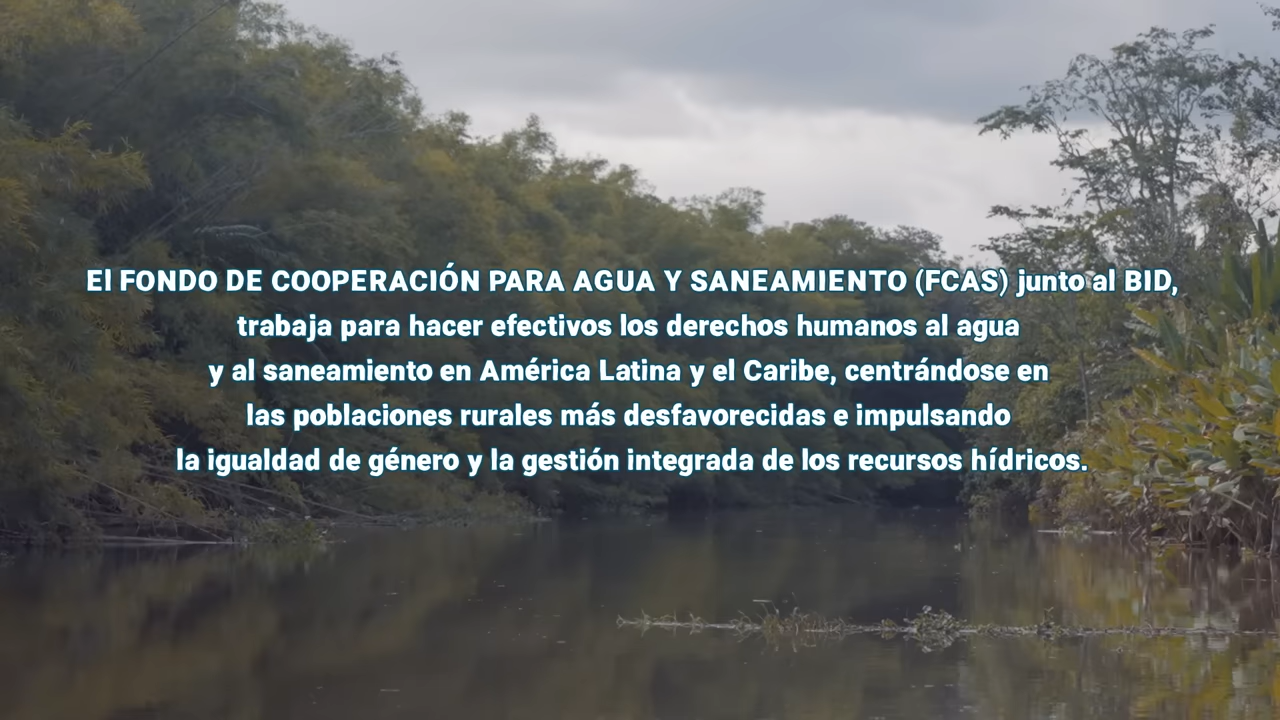 El FONDO DE COOPERACIÓN PARA AGUA Y SANEAMIENTO (FCAS) junto al BID,
trabaja para hacer efectivos los derechos humanos al agua
y al saneamiento en América Latina y el Caribe, centrándose en
las poblaciones rurales más desfavorecidas e impulsando
la igualdad de género y la gestión integrada de los recursos hídricos.